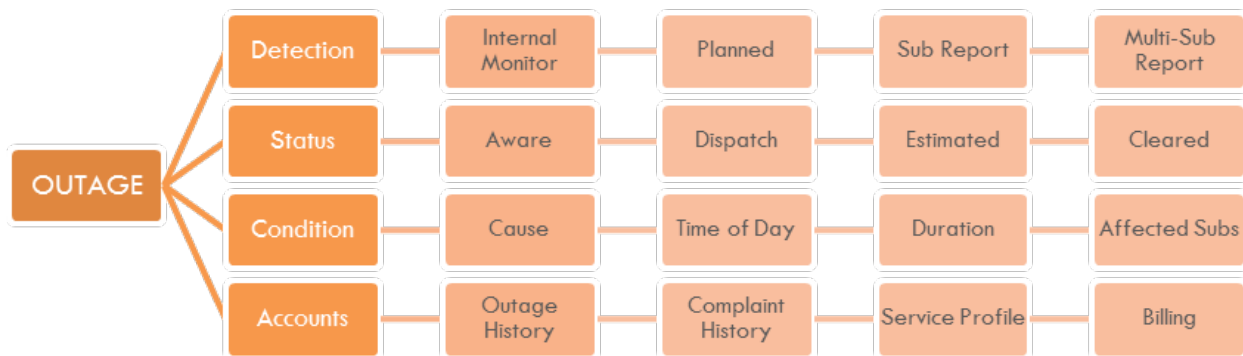 Detection
Internal
Monitor
Planned
Sub Report
Multi-Sub
Report
Status
Aware
Dispatch
Estimated
Cleared
OUTAGE
Condition
Cause
Time of Day
Duration
Affected Subs
Accounts
Outage
History
Complaint
History
Service Profile
Billing